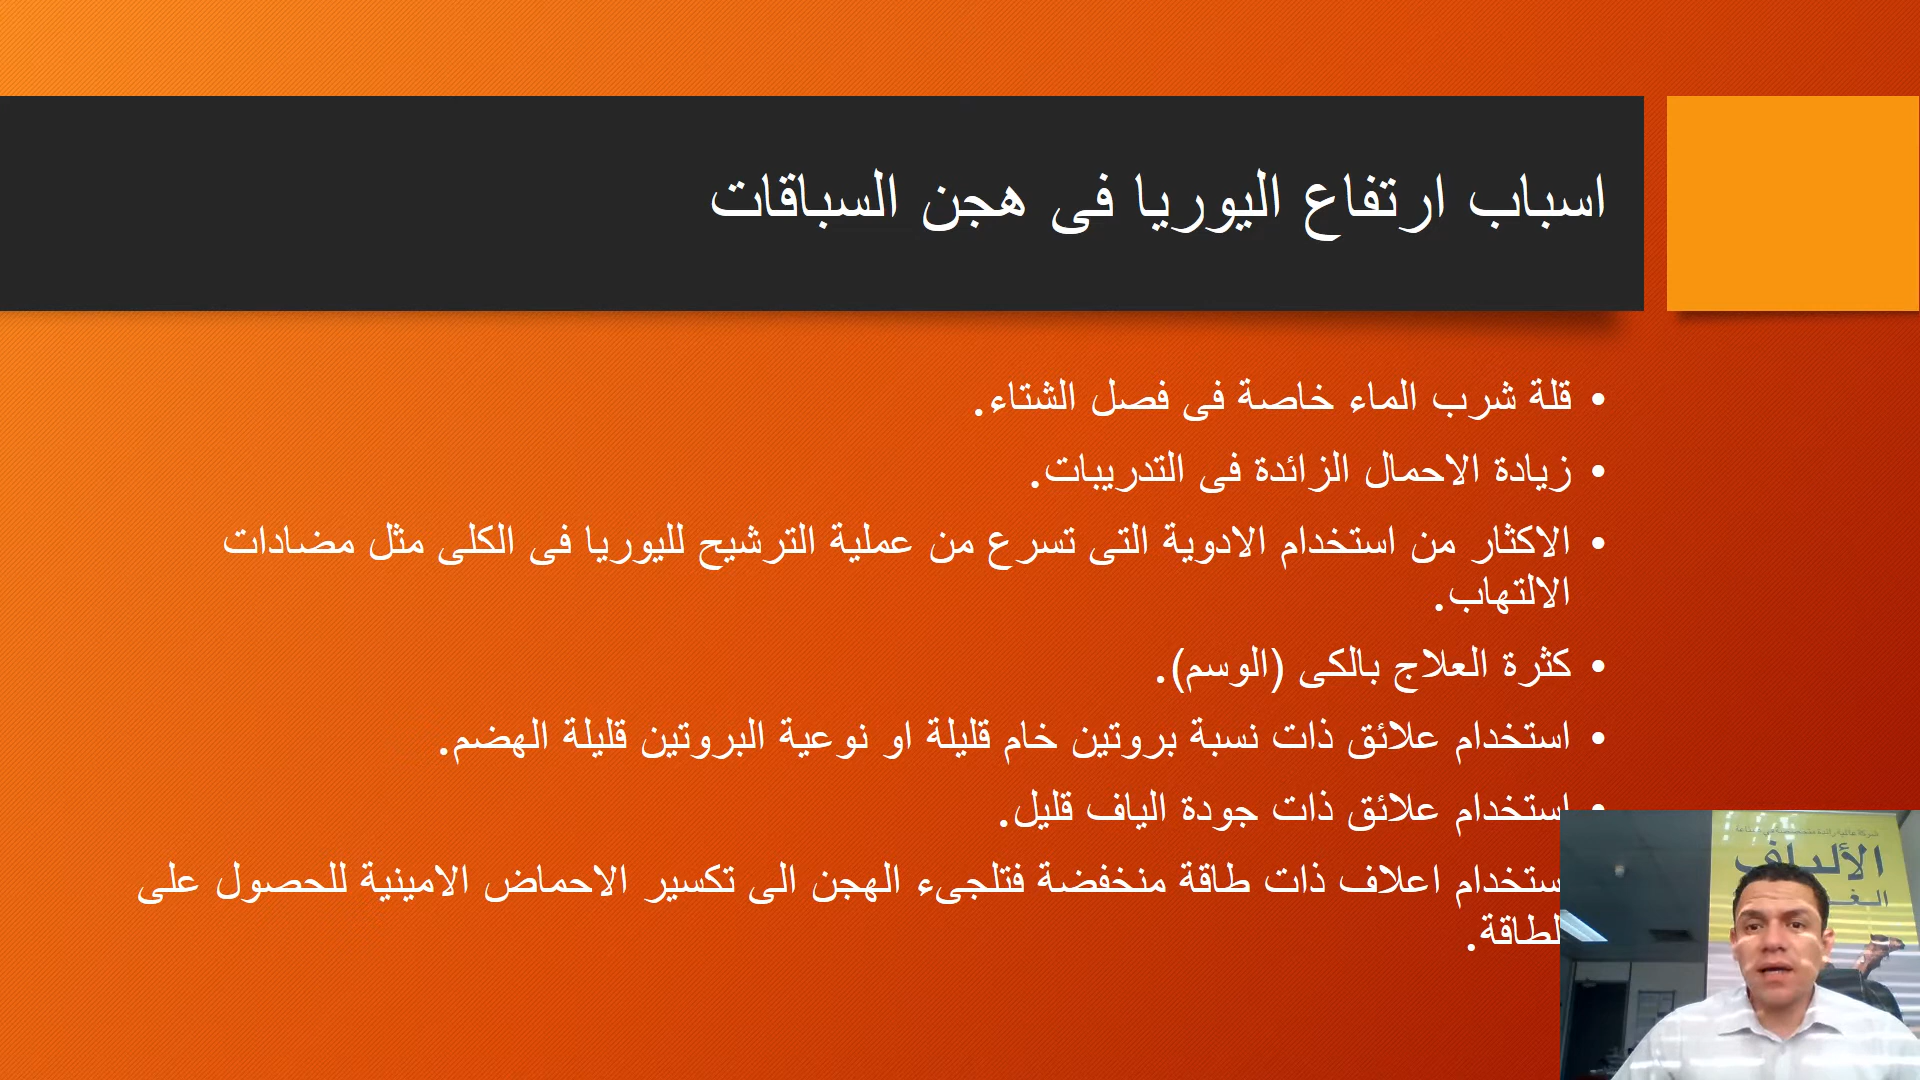 اسباب ارتفاع اليوريا فى هجن السباقات
• قلة شرب الماء خاصة فى فصل الشتاء.
• زيادة الاحمال الزائدة فى التدريبات.
• الاكثار من استخدام الادوية التى تسرع من عملية الترشيح لليوريا فى الكلى مثل مضادات
الالتهاب.
• كثرة العلاج بالكى (الوسم).
• استخدام علائق ذات نسبة بروتين خام قليلة او نوعية البروتين قليلة الهضم.
• استخدام علائق ذات جودة الياف قليل.
ستخدام اعلاف ذات طاقة منخفضة فتلجىء الهجن الى تكسير الاحماض الامينية للحصول على
لطاقة.
الألياف